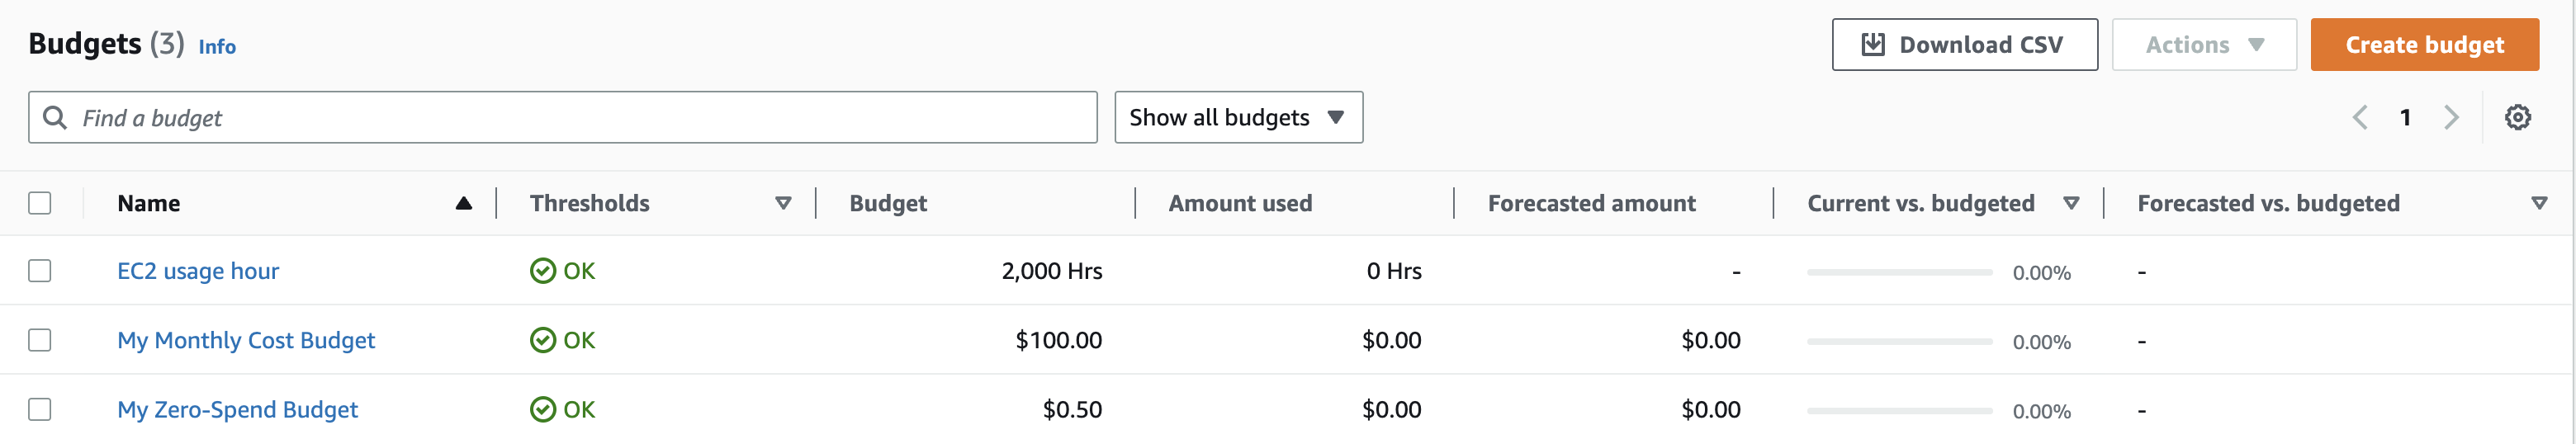 Budgets (3) Info
Download CSV
Actions
Create budget
Find a budget
Show all budgets
1
Name Thresholds Budget Amount used Forecasted amount Current vs. budgeted Forecasted vs. budgeted
EC2 usage hour OK 2,000 Hrs 0 Hrs - 0.00% -
My Monthly Cost Budget OK $100.00 $0.00 $0.00 0.00% -
My Zero-Spend Budget OK $0.50 $0.00 $0.00 0.00% -